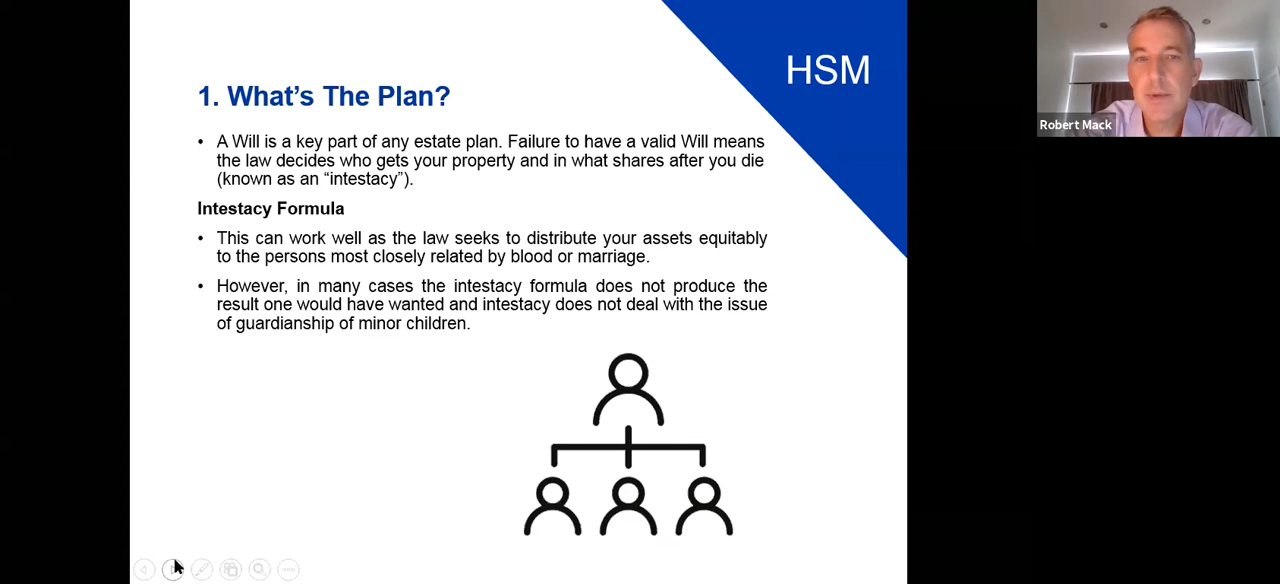 HSM
1. What's The Plan?
• A Will is a key part of any estate plan. Failure to have a valid Will means
the law decides who gets your property and in what shares after you die
(known as an “intestacy”).
Intestacy Formula
• This can work well as the law seeks to distribute your assets equitably
to the persons most closely related by blood or marriage.
• However, in many cases the intestacy formula does not produce the
result one would have wanted and intestacy does not deal with the issue
of guardianship of minor children.
Robert Mack